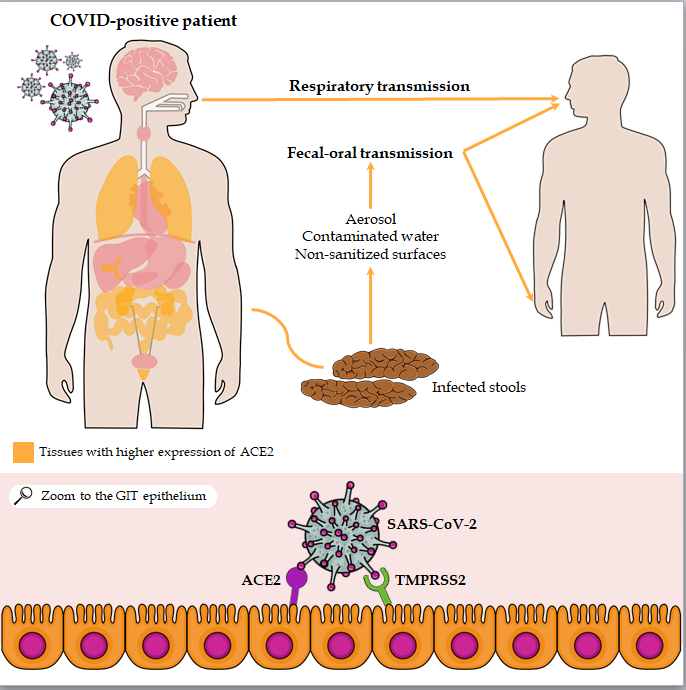 COVID-positive patient
Respiratory transmission
Fecal-oral transmission
Aerosol
Contaminated water
Non-sanitized surfaces
Infected stools
Tissues with higher expression of ACE2
Zoom to the GIT epithelium
SARS-CoV-2
ACE2
TMPRSS2